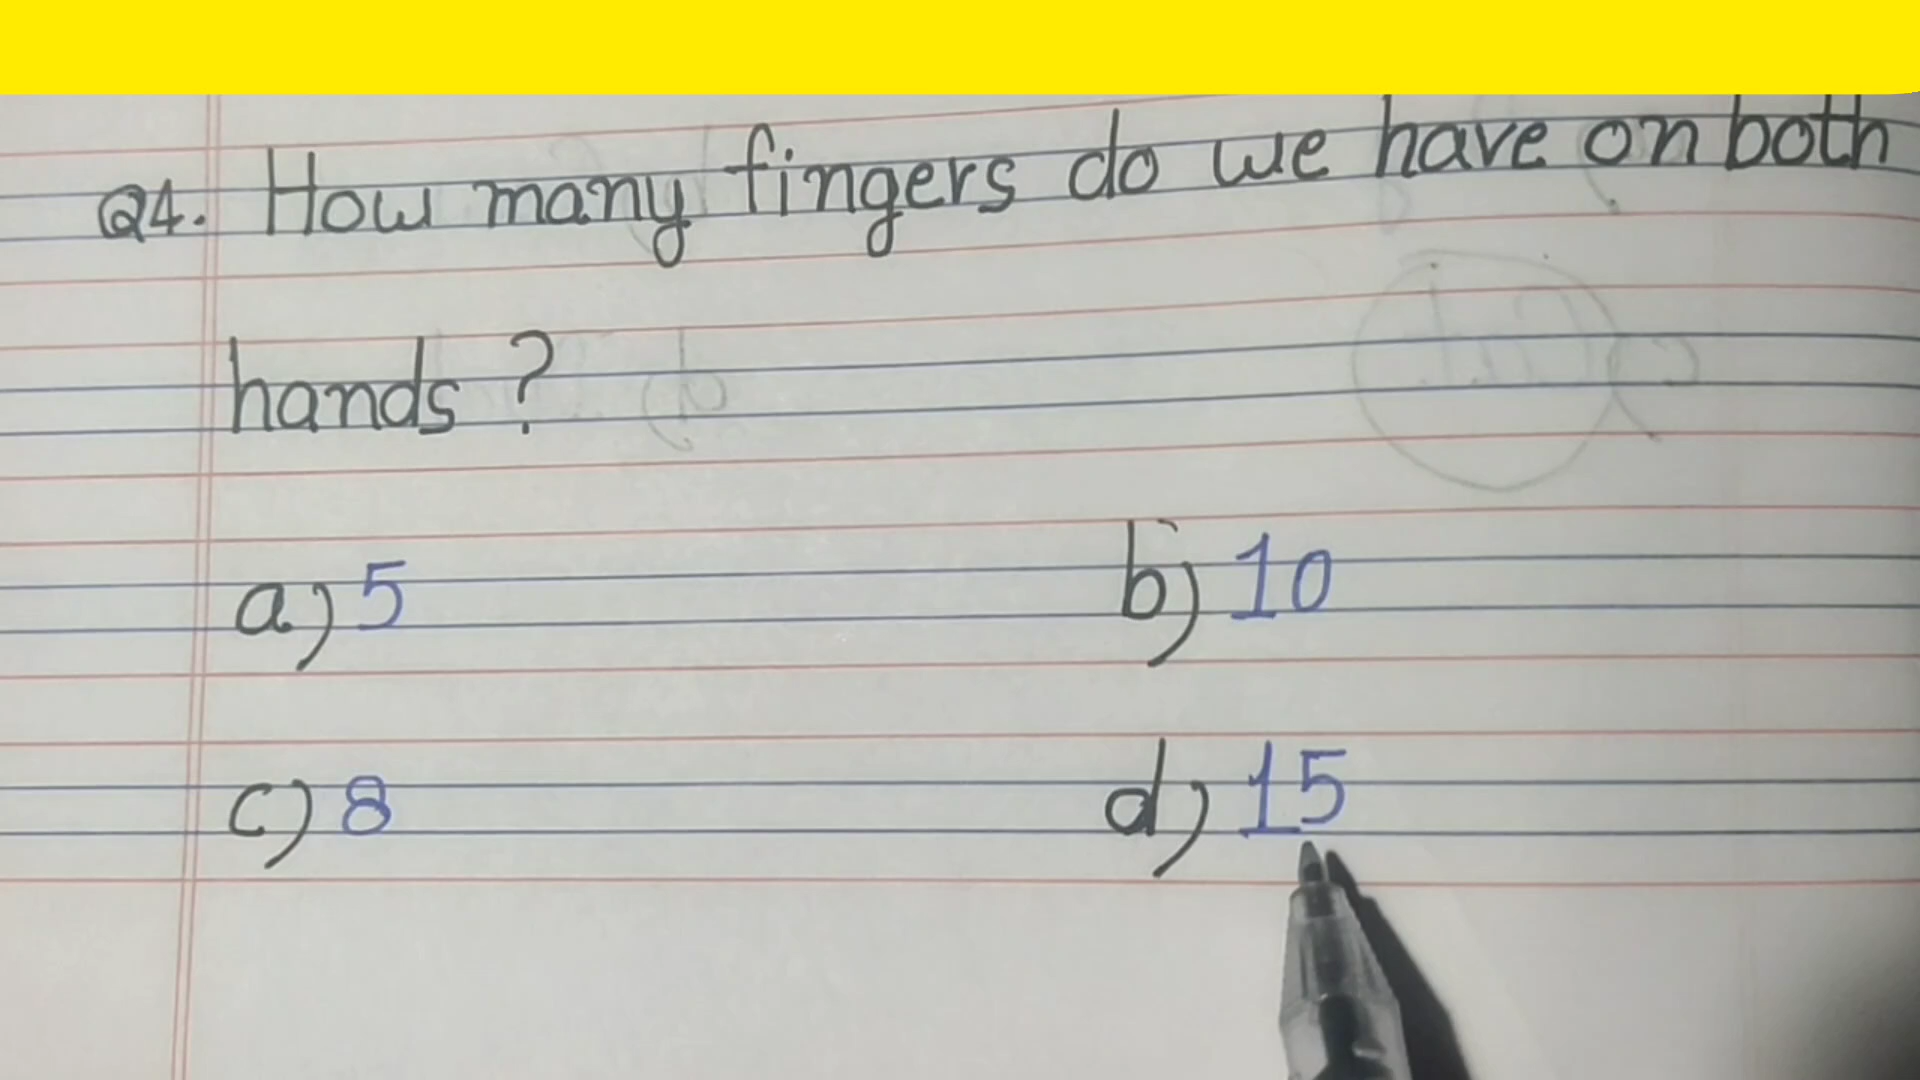 Q4. How many fingers do we have on both
hands ?
a) 5 b) 10
c) 8 d) 15